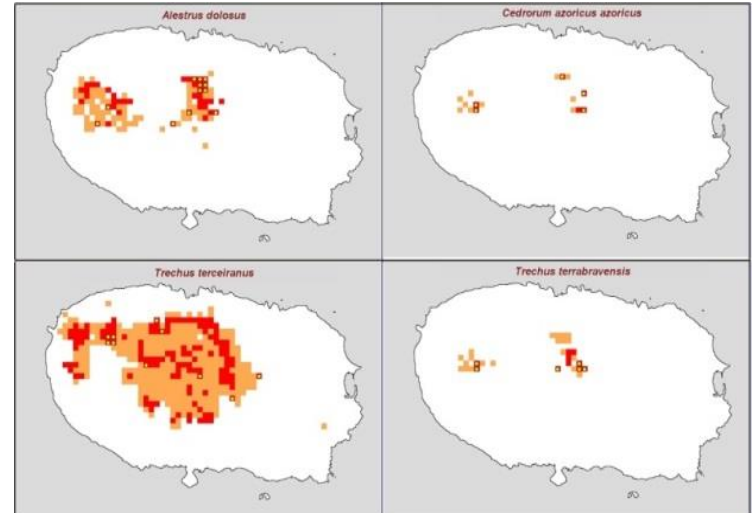 Alestrus dolosus
Cedrorum azoricus azoricus
Trechus terceiranus
Trechus terrabravensis